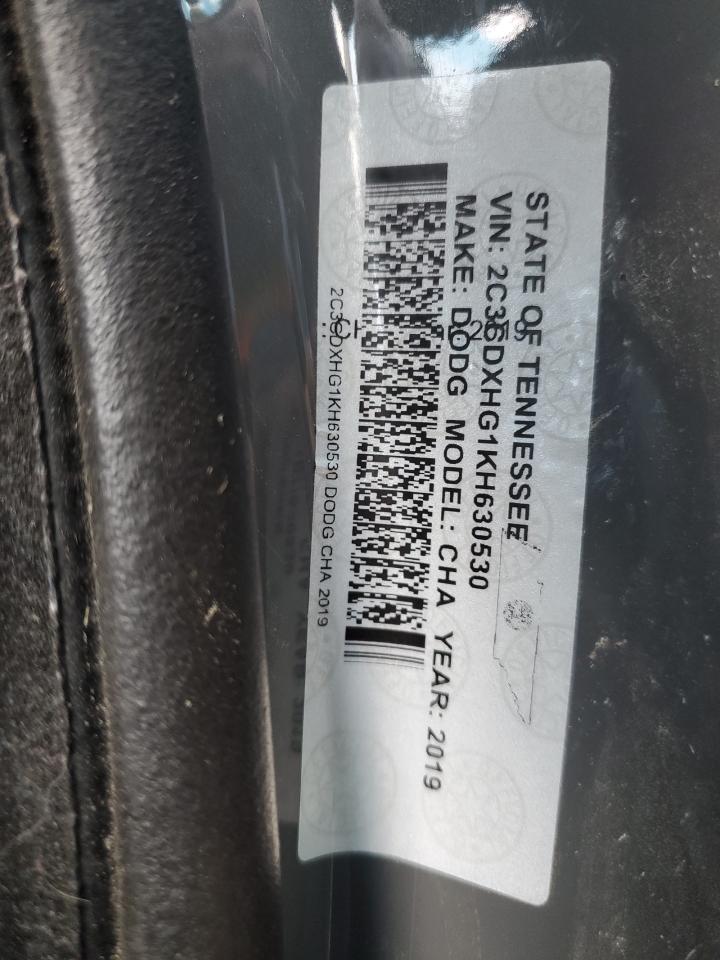 STATE OF TENNESSEE
VIN: 2C3CDXHG1KH630530
MAKE: DODG MODEL: CHA YEAR: 2019
2C3CDXHG1KH630530 DODG CHA 2019